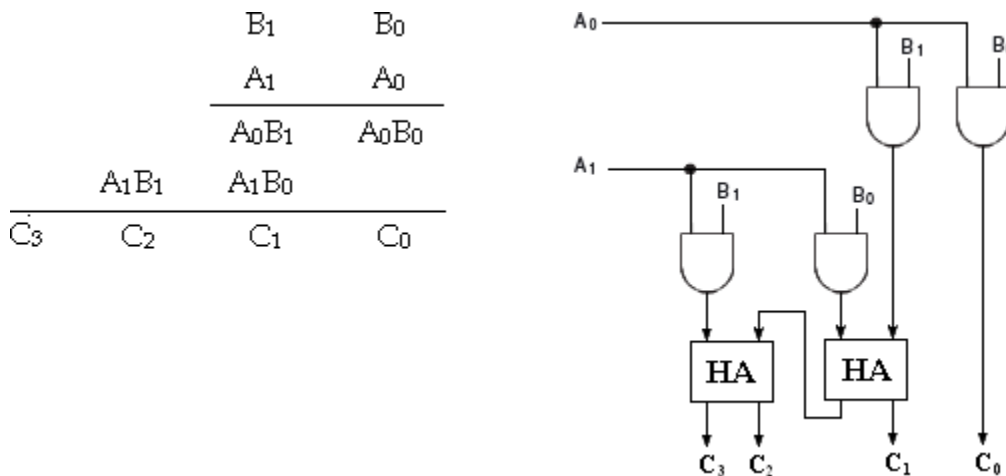 B₁ B₀
A₁ A₀
A₀B₁ A₀B₀
A₁B₁ A₁B₀
C₃ C₂ C₁ C₀
A₀
B₁ B
A₁
B₁ B₀
HA HA
C₃ C₂ C₁ C₀